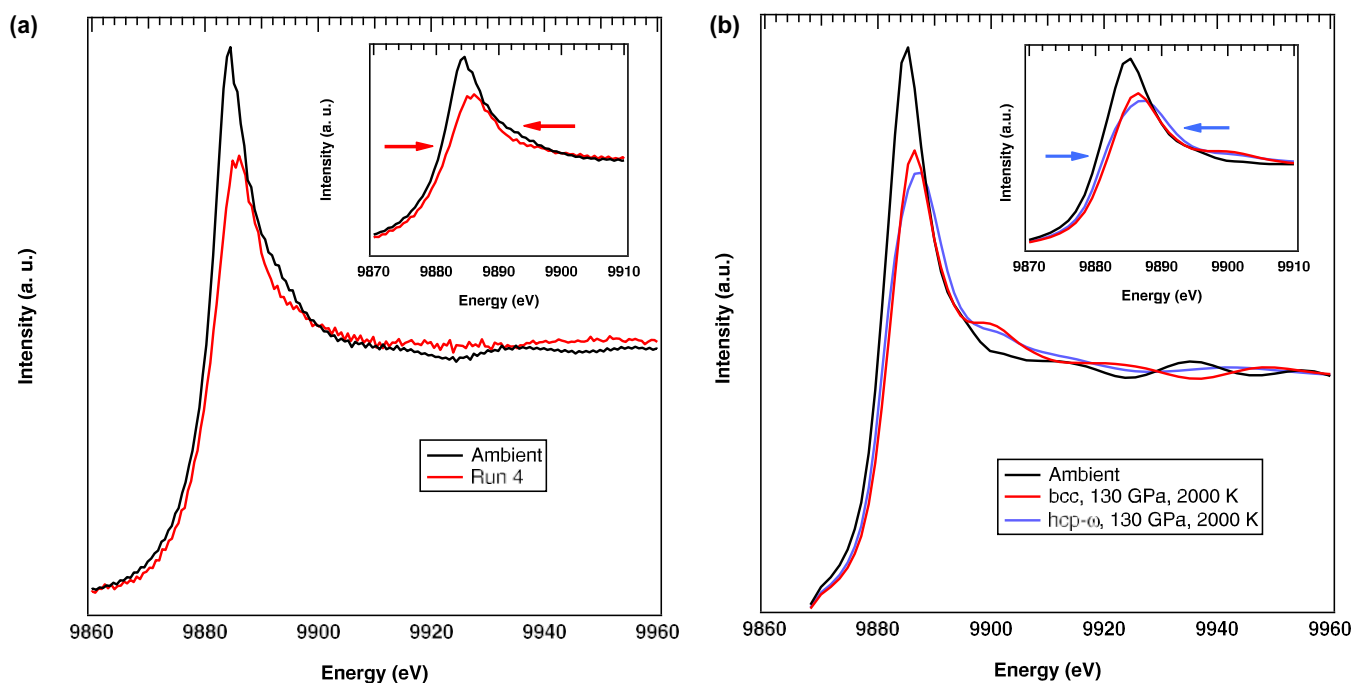 (a)
Intensity (a. u.)
Intensity (a. u.)
9870 9880 9890 9900 9910
Energy (eV)
Ambient
Run 4
9860 9880 9900 9920 9940 9960
Energy (eV)
(b)
Intensity (a.u.)
Intensity (a.u.)
9870 9880 9890 9900 9910
Energy (eV)
Ambient
bcc, 130 GPa, 2000 K
hcp-ω, 130 GPa, 2000 K
9860 9880 9900 9920 9940 9960
Energy (eV)